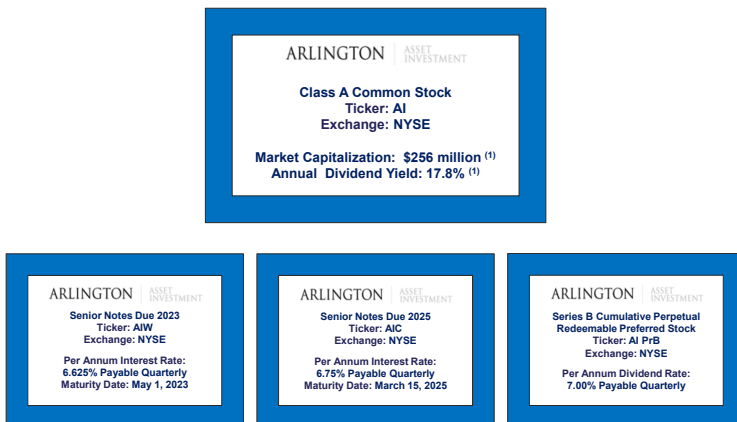 ARLINGTON ASSET INVESTMENT
Class A Common Stock
Ticker: AI
Exchange: NYSE
Market Capitalization: $256 million (1)
Annual Dividend Yield: 17.8% (1)
ARLINGTON ASSET INVESTMENT
Senior Notes Due 2023
Ticker: AIW
Exchange: NYSE
Per Annum Interest Rate:
6.625% Payable Quarterly
Maturity Date: May 1, 2023
ARLINGTON ASSET INVESTMENT
Senior Notes Due 2025
Ticker: AIC
Exchange: NYSE
Per Annum Interest Rate:
6.75% Payable Quarterly
Maturity Date: March 15, 2025
ARLINGTON ASSET INVESTMENT
Series B Cumulative Perpetual
Redeemable Preferred Stock
Ticker: AI PrB
Exchange: NYSE
Per Annum Dividend Rate:
7.00% Payable Quarterly